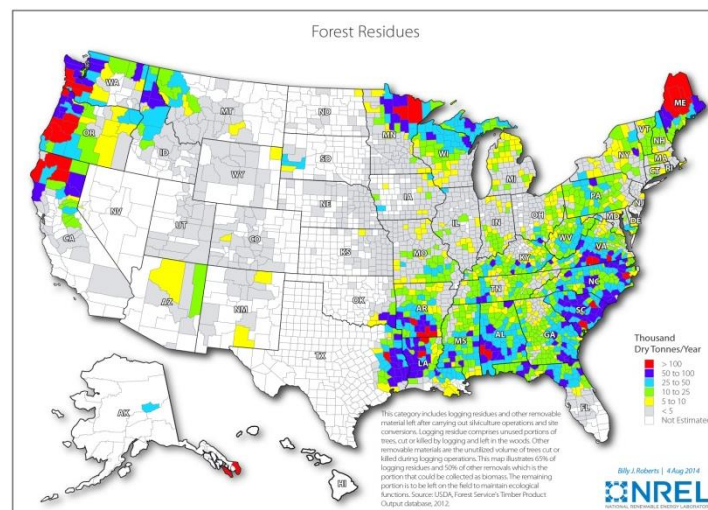 Forest Residues
WA
OR
CA
NV
ID
MT
WY
UT
CO
AZ
NM
ND
SD
NE
KS
OK
TX
MN
IA
MO
AR
LA
WI
IL
MI
IN
OH
KY
TN
MS
AL
GA
FL
SC
NC
VA
WV
PA
NY
VT
NH
ME
MA
CT
RI
NJ
DE
MD
AK
HI
Thousand
Dry Tonnes/Year
> 100
50 to 100
25 to 50
10 to 25
5 to 10
< 5
Not Estimated
This category includes logging residues and other removable
material left after carrying out silviculture operations and site
conversions. Logging residue comprises unused portions of
trees, cut or killed by logging and left in the woods. Other
removable materials are the unutilized volume of trees cut or
killed during logging operations. This map illustrates 65% of
logging residues and 50% of other removals which is the
portion that could be collected as biomass. The remaining
portion is to be left on the field to maintain ecological
functions. Source: USDA, Forest Service's Timber Product
Output database, 2012.
Billy J. Roberts | 4 Aug 2014
NREL
NATIONAL RENEWABLE ENERGY LABORATORY